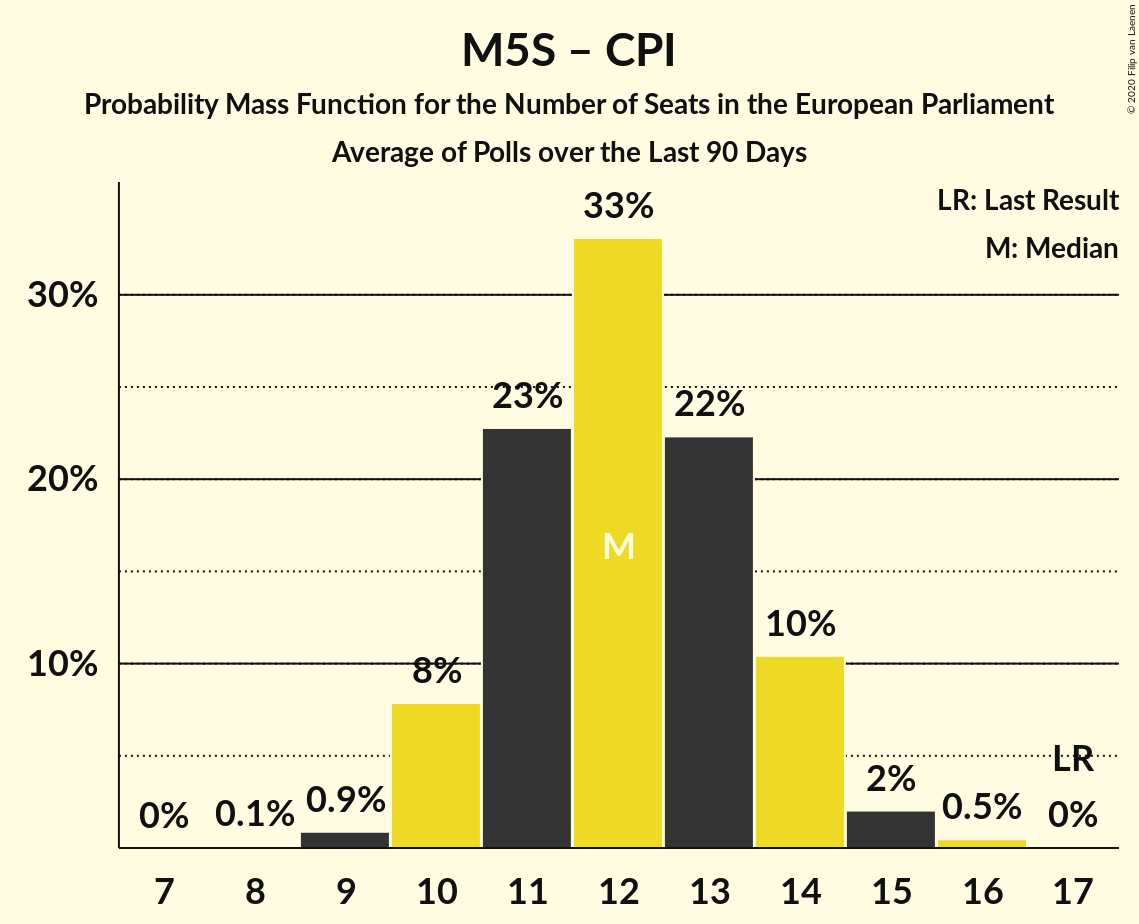 M5S – CPI
Probability Mass Function for the Number of Seats in the European Parliament
Average of Polls over the Last 90 Days
© 2020 Filip van Laenen
LR: Last Result
M: Median
33%
30%
23%
22%
20%
M
10%
10%
8%
LR
2%
0%
0.1%
0.9%
0.5%
0%
7 8 9 10 11 12 13 14 15 16 17